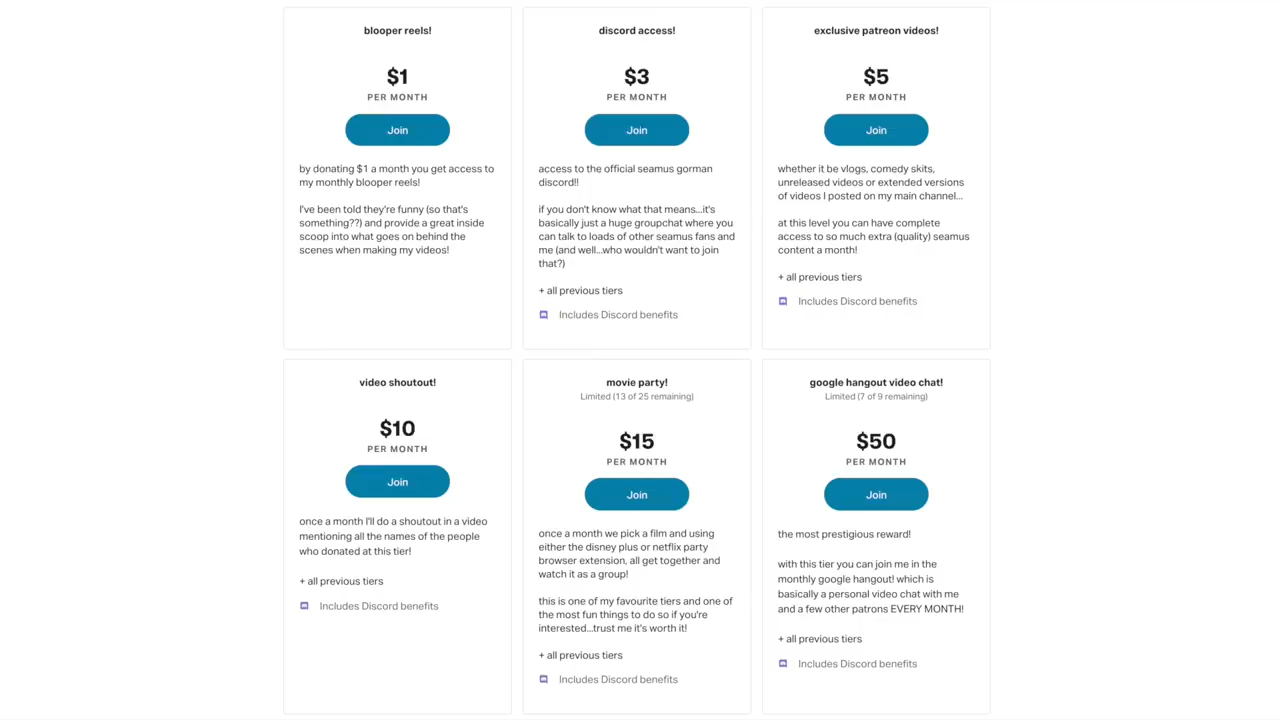 blooper reels!
$1
PER MONTH
Join
by donating $1 a month you get access to
my monthly blooper reels!
I've been told they're funny (so that's
something??) and provide a great inside
scoop into what goes on behind the
scenes when making my videos!
discord access!
$3
PER MONTH
Join
access to the official seamus gorman
discord!!
if you don't know what that means...it's
basically just a huge groupchat where you
can talk to loads of other seamus fans and
me (and well...who wouldn't want to join
that?)
+ all previous tiers
Includes Discord benefits
exclusive patreon videos!
$5
PER MONTH
Join
whether it be vlogs, comedy skits,
unreleased videos or extended versions
of videos I posted on my main channel...
at this level you can have complete
access to so much extra (quality) seamus
content a month!
+ all previous tiers
Includes Discord benefits
video shoutout!
$10
PER MONTH
Join
once a month I'll do a shoutout in a video
mentioning all the names of the people
who donated at this tier!
+ all previous tiers
Includes Discord benefits
movie party!
Limited (13 of 25 remaining)
$15
PER MONTH
Join
once a month we pick a film and using
either the disney plus or netflix party
browser extension, all get together and
watch it as a group!
this is one of my favourite tiers and one of
the most fun things to do so if you're
interested...trust me it's worth it!
+ all previous tiers
Includes Discord benefits
google hangout video chat!
Limited (7 of 9 remaining)
$50
PER MONTH
Join
the most prestigious reward!
with this tier you can join me in the
monthly google hangout! which is
basically a personal video chat with me
and a few other patrons EVERY MONTH!
+ all previous tiers
Includes Discord benefits